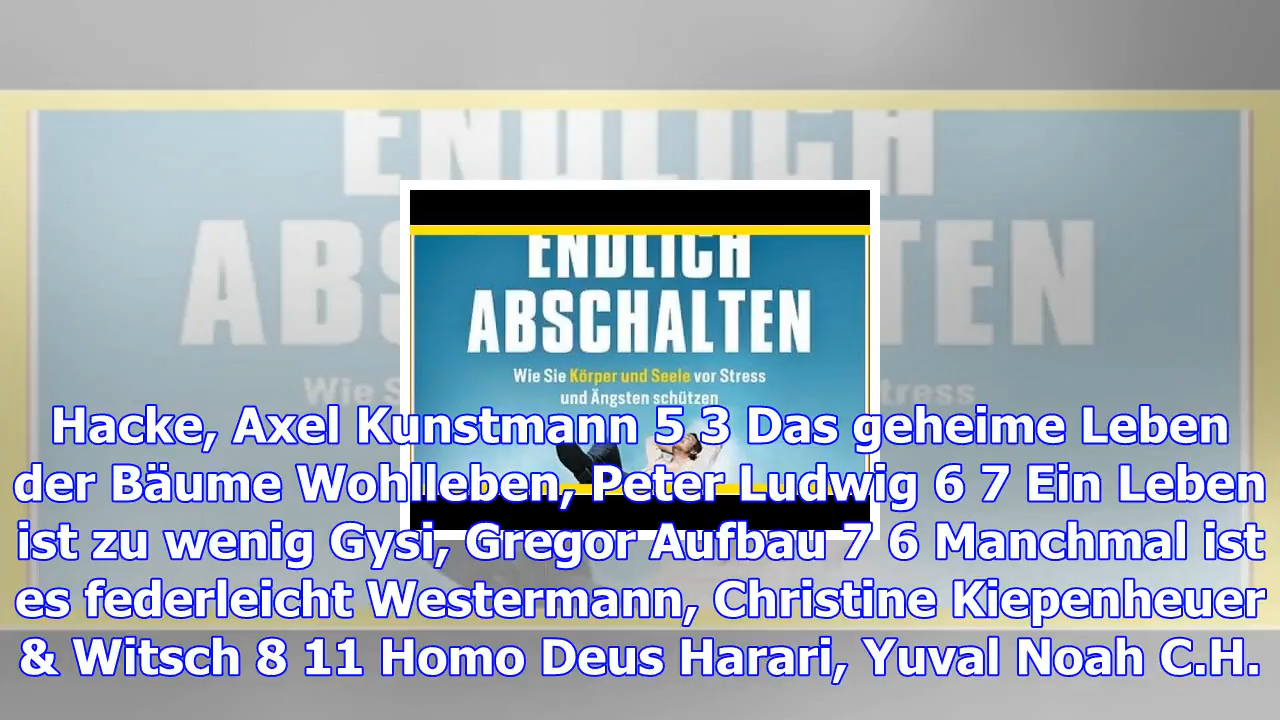 ENDLICH
ABSCHALTEN
Wie Sie Körper und Seele vor Stress
und Ängsten schützen
Hacke, Axel Kunstmann 5 3 Das geheime Leben
der Bäume Wohlleben, Peter Ludwig 6 7 Ein Leben
ist zu wenig Gysi, Gregor Aufbau 7 6 Manchmal ist
es federleicht Westermann, Christine Kiepenheuer
& Witsch 8 11 Homo Deus Harari, Yuval Noah C.H.